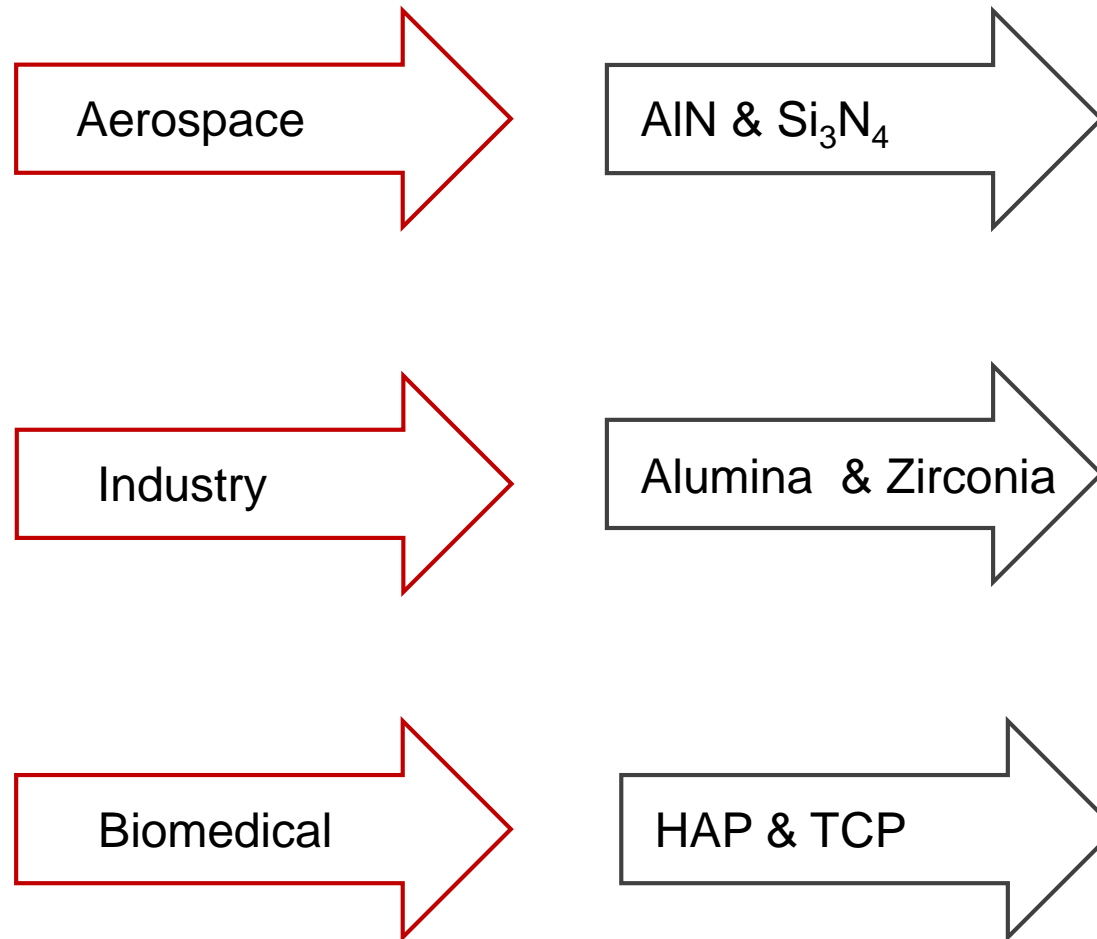 Aerospace
AlN & Si₃N₄
Industry
Alumina & Zirconia
Biomedical
HAP & TCP